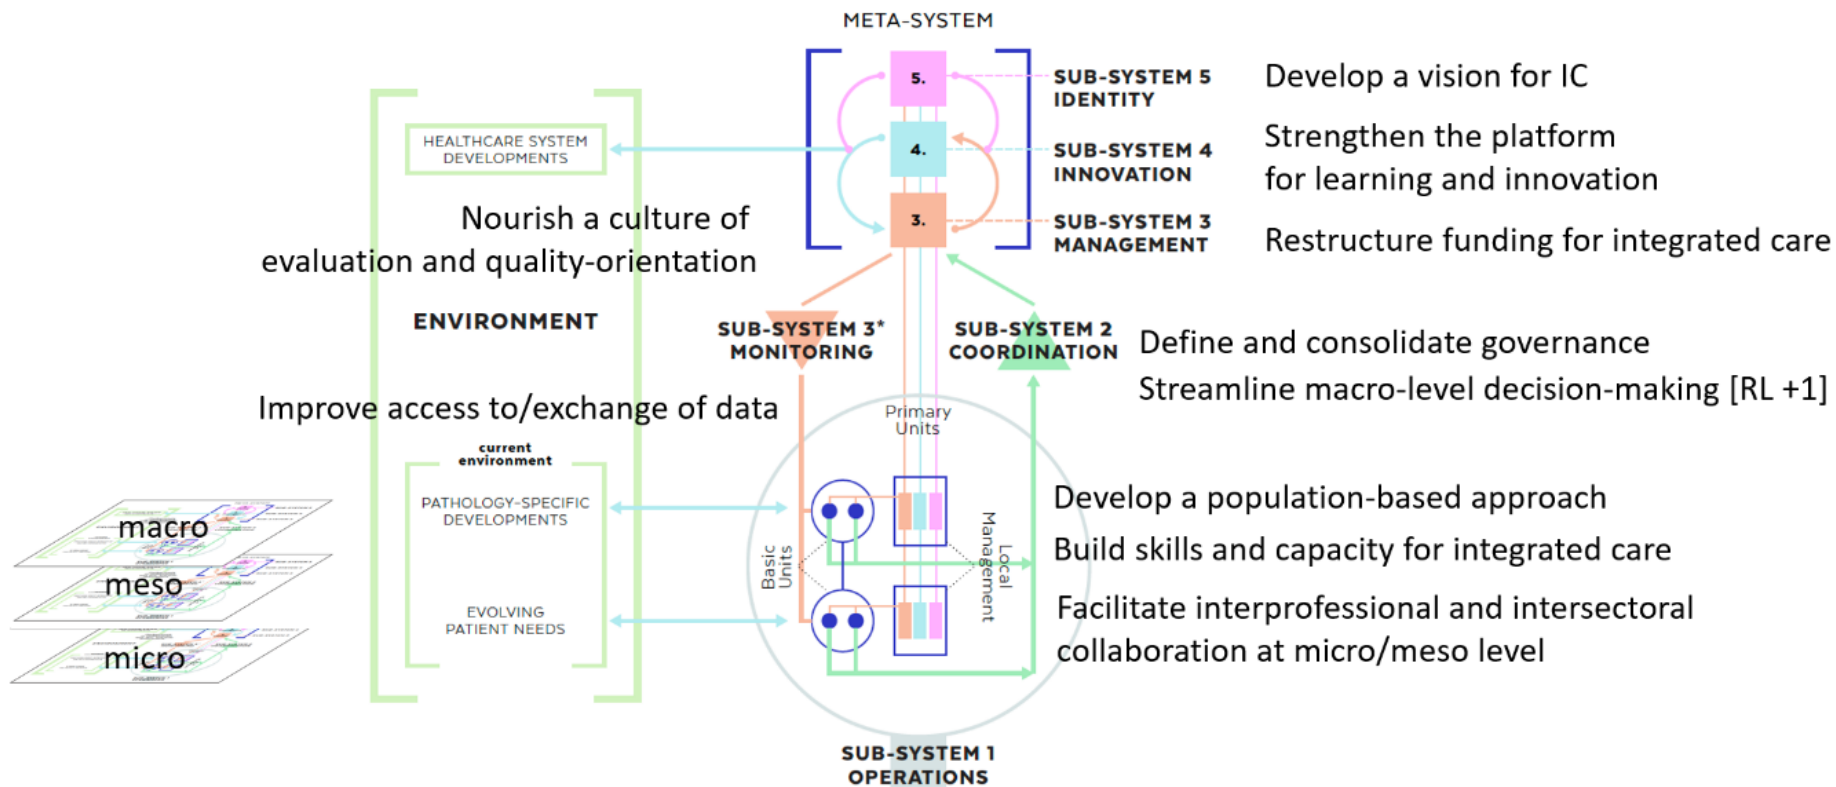 META-SYSTEM
5.
SUB-SYSTEM 5
IDENTITY
Develop a vision for IC
HEALTHCARE SYSTEM
DEVELOPMENTS
4.
SUB-SYSTEM 4
INNOVATION
Strengthen the platform
for learning and innovation
3.
SUB-SYSTEM 3
MANAGEMENT
Restructure funding for integrated care
Nourish a culture of
evaluation and quality-orientation
ENVIRONMENT
SUB-SYSTEM 3*
MONITORING
SUB-SYSTEM 2
COORDINATION
Define and consolidate governance
Streamline macro-level decision-making [RL +1]
Improve access to/exchange of data
Primary
Units
current
environment
PATHOLOGY-SPECIFIC
DEVELOPMENTS
EVOLVING
PATIENT NEEDS
Basic
Units
Local
Management
Develop a population-based approach
Build skills and capacity for integrated care
Facilitate interprofessional and intersectoral
collaboration at micro/meso level
macro
meso
micro
SUB-SYSTEM 1
OPERATIONS